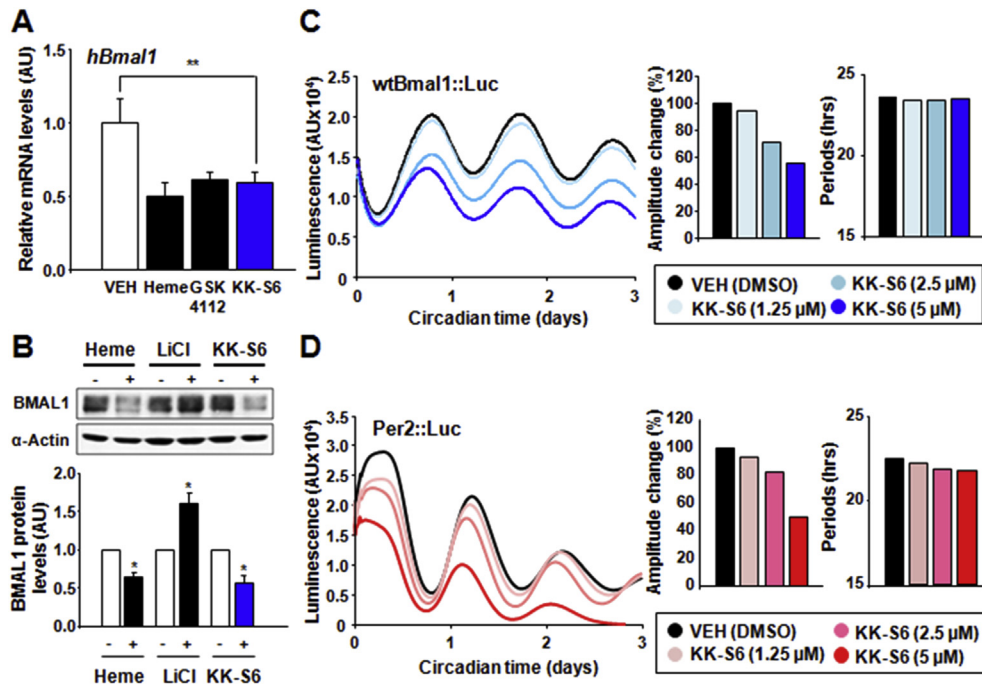 A
hBmal1
**
Relative mRNA levels (AU)
1.5
1.0
0.5
0
VEH Heme GSK KK-S6
4112
B
Heme LiCl KK-S6
- + - + - +
BMAL1
α-Actin
BMAL1 protein
levels (AU)
2.0
1.5
1.0
0.5
0.0
* * *
- + - + - +
Heme LiCl KK-S6
C
wtBmal1::Luc
Luminescence (AUx10⁴)
2.5
2.0
1.5
1.0
0.5
0
0 1 2 3
Circadian time (days)
Amplitude change (%)
120
100
80
60
40
20
0
Periods (hrs)
25
20
15
VEH (DMSO) KK-S6 (2.5 µM)
KK-S6 (1.25 µM) KK-S6 (5 µM)
D
Per2::Luc
Luminescence (AUx10⁴)
3.5
3.0
2.5
2.0
1.5
1.0
0.5
0
0 1 2 3
Circadian time (days)
Amplitude change (%)
120
100
80
60
40
20
0
Periods (hrs)
25
20
15
VEH (DMSO) KK-S6 (2.5 µM)
KK-S6 (1.25 µM) KK-S6 (5 µM)